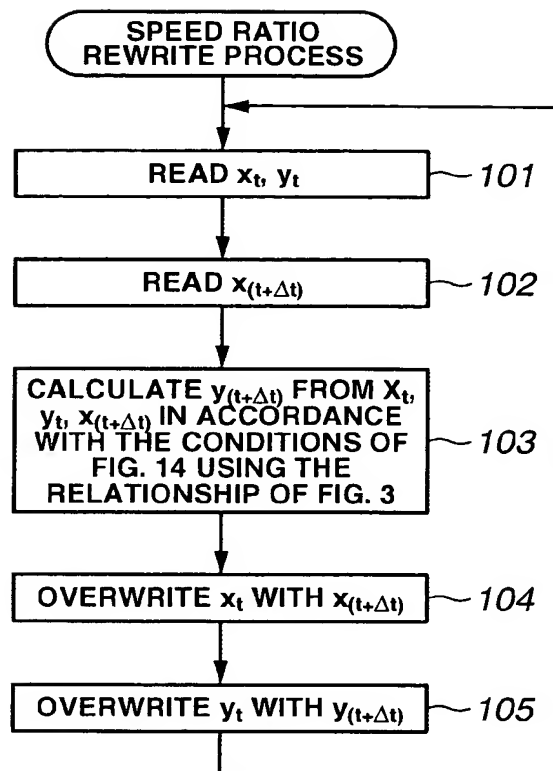 SPEED RATIO
REWRITE PROCESS
READ xₜ, yₜ
101
READ x₍ₜ₊Δₜ₎
102
CALCULATE y₍ₜ₊Δₜ₎ FROM Xₜ,
yₜ, x₍ₜ₊Δₜ₎ IN ACCORDANCE
WITH THE CONDITIONS OF
FIG. 14 USING THE
RELATIONSHIP OF FIG. 3
103
OVERWRITE xₜ WITH x₍ₜ₊Δₜ₎
104
OVERWRITE yₜ WITH y₍ₜ₊Δₜ₎
105